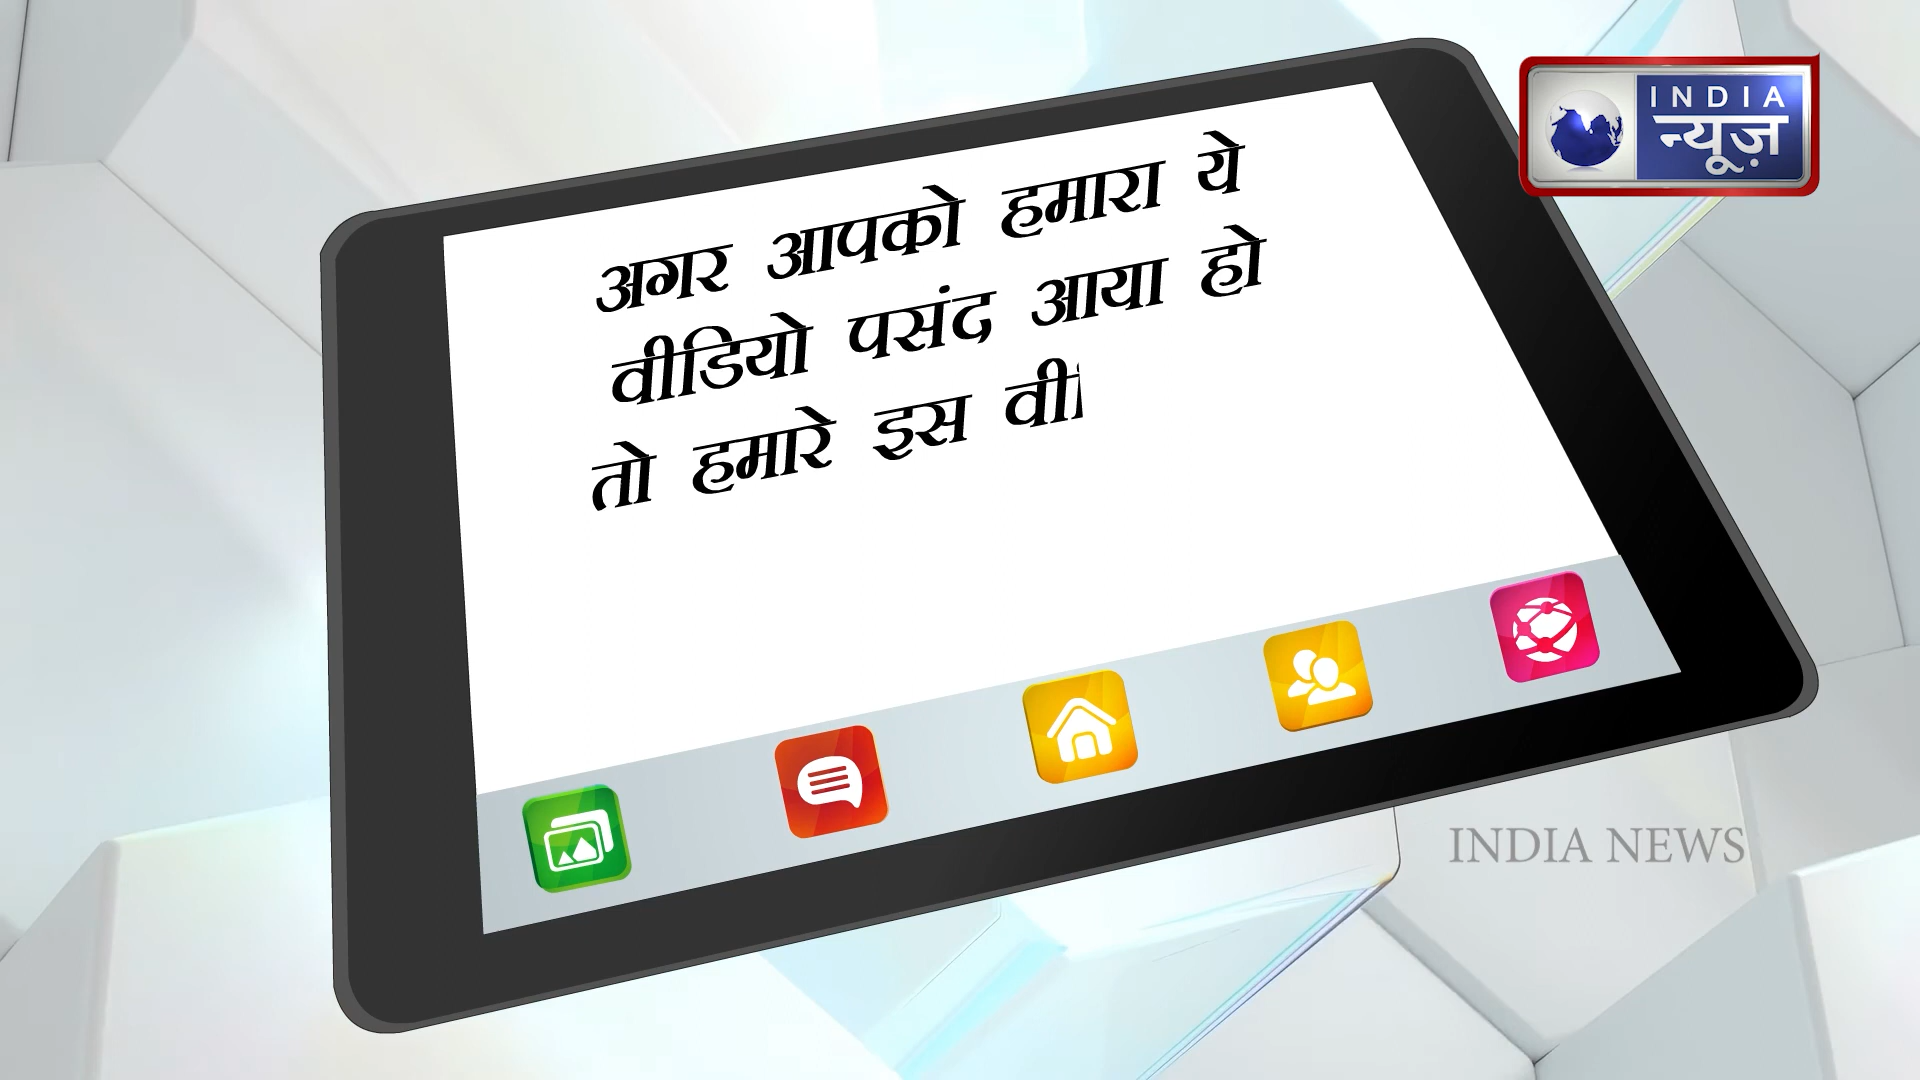 INDIA
न्यूज़
अगर आपको हमारा ये
वीडियो पसंद आया हो
तो हमारे इस वी
INDIA NEWS